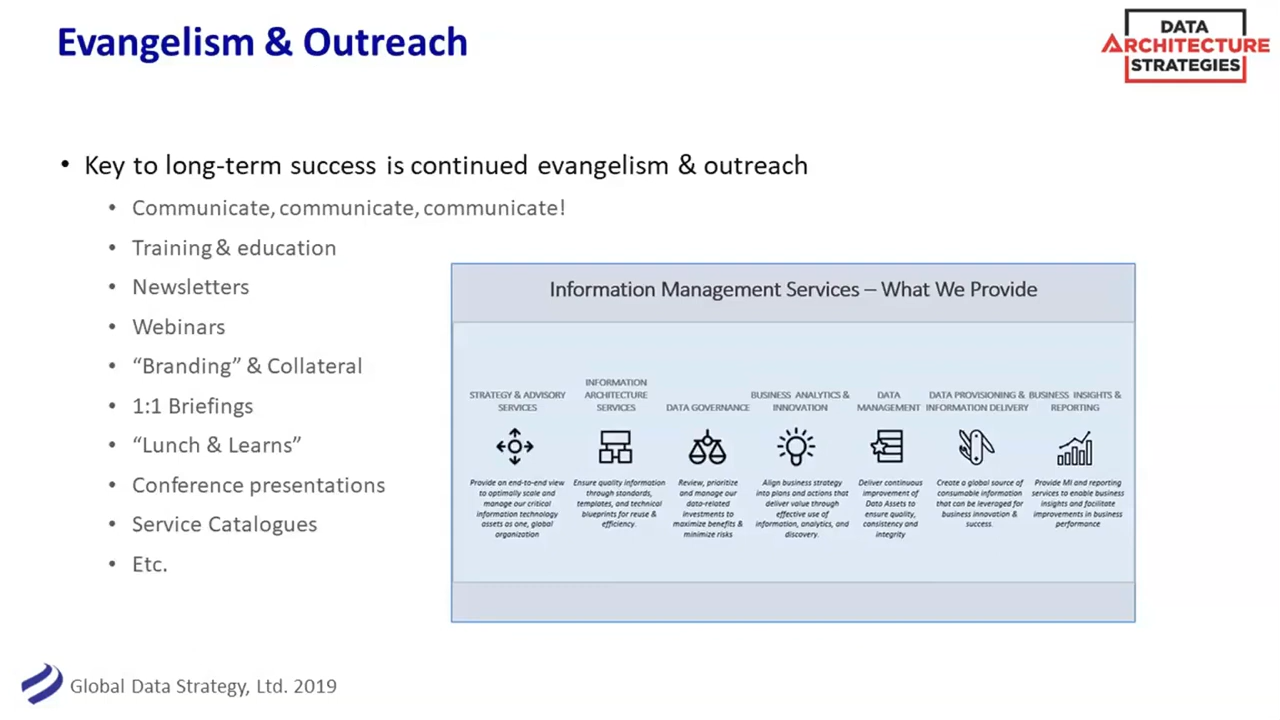 Evangelism & Outreach
DATA
ARCHITECTURE
STRATEGIES
• Key to long-term success is continued evangelism & outreach
• Communicate, communicate, communicate!
• Training & education
• Newsletters
• Webinars
• “Branding” & Collateral
• 1:1 Briefings
• “Lunch & Learns”
• Conference presentations
• Service Catalogues
• Etc.
Information Management Services – What We Provide
STRATEGY & ADVISORY
SERVICES
Provide an end-to-end view
to optimally scale and
manage our critical
information technology
assets as one, global
organization
INFORMATION
ARCHITECTURE
SERVICES
Ensure quality information
through standards,
templates, and technical
blueprints for reuse &
efficiency.
DATA GOVERNANCE
Review, prioritize
and manage our
data-related
investments to
maximize benefits &
minimize risks
BUSINESS ANALYTICS &
INNOVATION
Align business strategy
into plans and actions that
deliver value through
effective use of
information, analytics, and
discovery.
DATA
MANAGEMENT
Deliver continuous
improvement of
Data Assets to
ensure quality,
consistency and
integrity
DATA PROVISIONING &
INFORMATION DELIVERY
Create a global source of
consumable information
that can be leveraged for
business innovation &
success.
BUSINESS INSIGHTS &
REPORTING
Provide MI and reporting
services to enable business
insights and facilitate
improvements in business
performance
Global Data Strategy, Ltd. 2019